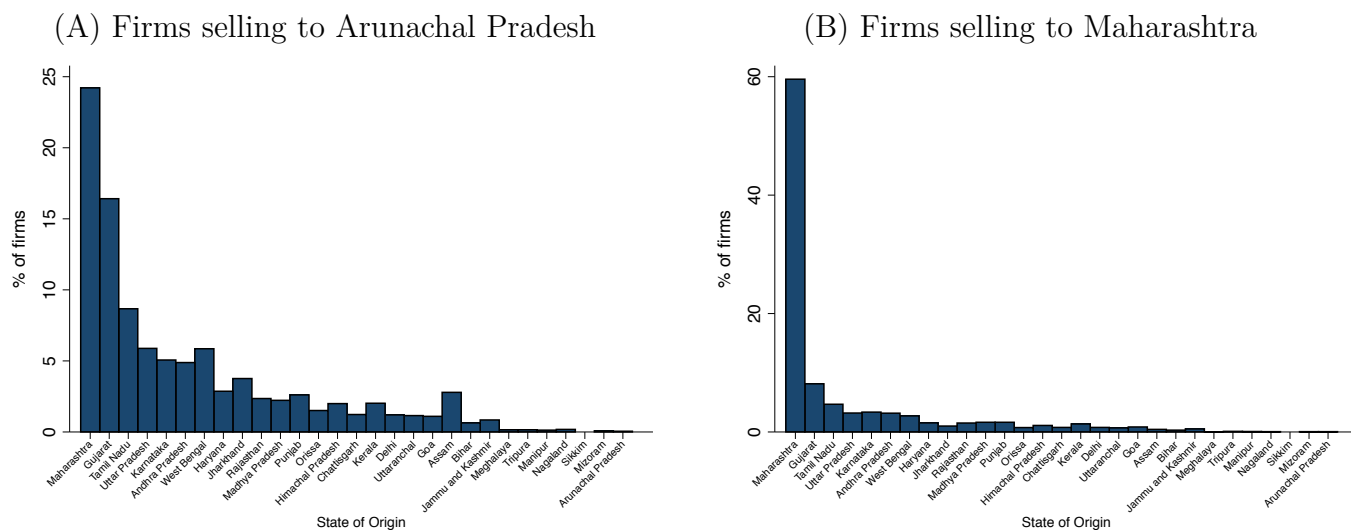 (A) Firms selling to Arunachal Pradesh
25
20
15
10
5
0
% of firms
Maharashtra
Gujarat
Tamil Nadu
Uttar Pradesh
Karnataka
Andhra Pradesh
West Bengal
Haryana
Jharkhand
Rajasthan
Madhya Pradesh
Punjab
Orissa
Himachal Pradesh
Chattisgarh
Kerala
Delhi
Uttaranchal
Goa
Assam
Bihar
Jammu and Kashmir
Meghalaya
Tripura
Manipur
Nagaland
Sikkim
Mizoram
Arunachal Pradesh
State of Origin
(B) Firms selling to Maharashtra
60
40
20
0
% of firms
Maharashtra
Gujarat
Tamil Nadu
Uttar Pradesh
Karnataka
Andhra Pradesh
West Bengal
Haryana
Jharkhand
Rajasthan
Madhya Pradesh
Punjab
Orissa
Himachal Pradesh
Chattisgarh
Kerala
Delhi
Uttaranchal
Goa
Assam
Bihar
Jammu and Kashmir
Meghalaya
Tripura
Manipur
Nagaland
Sikkim
Mizoram
Arunachal Pradesh
State of Origin